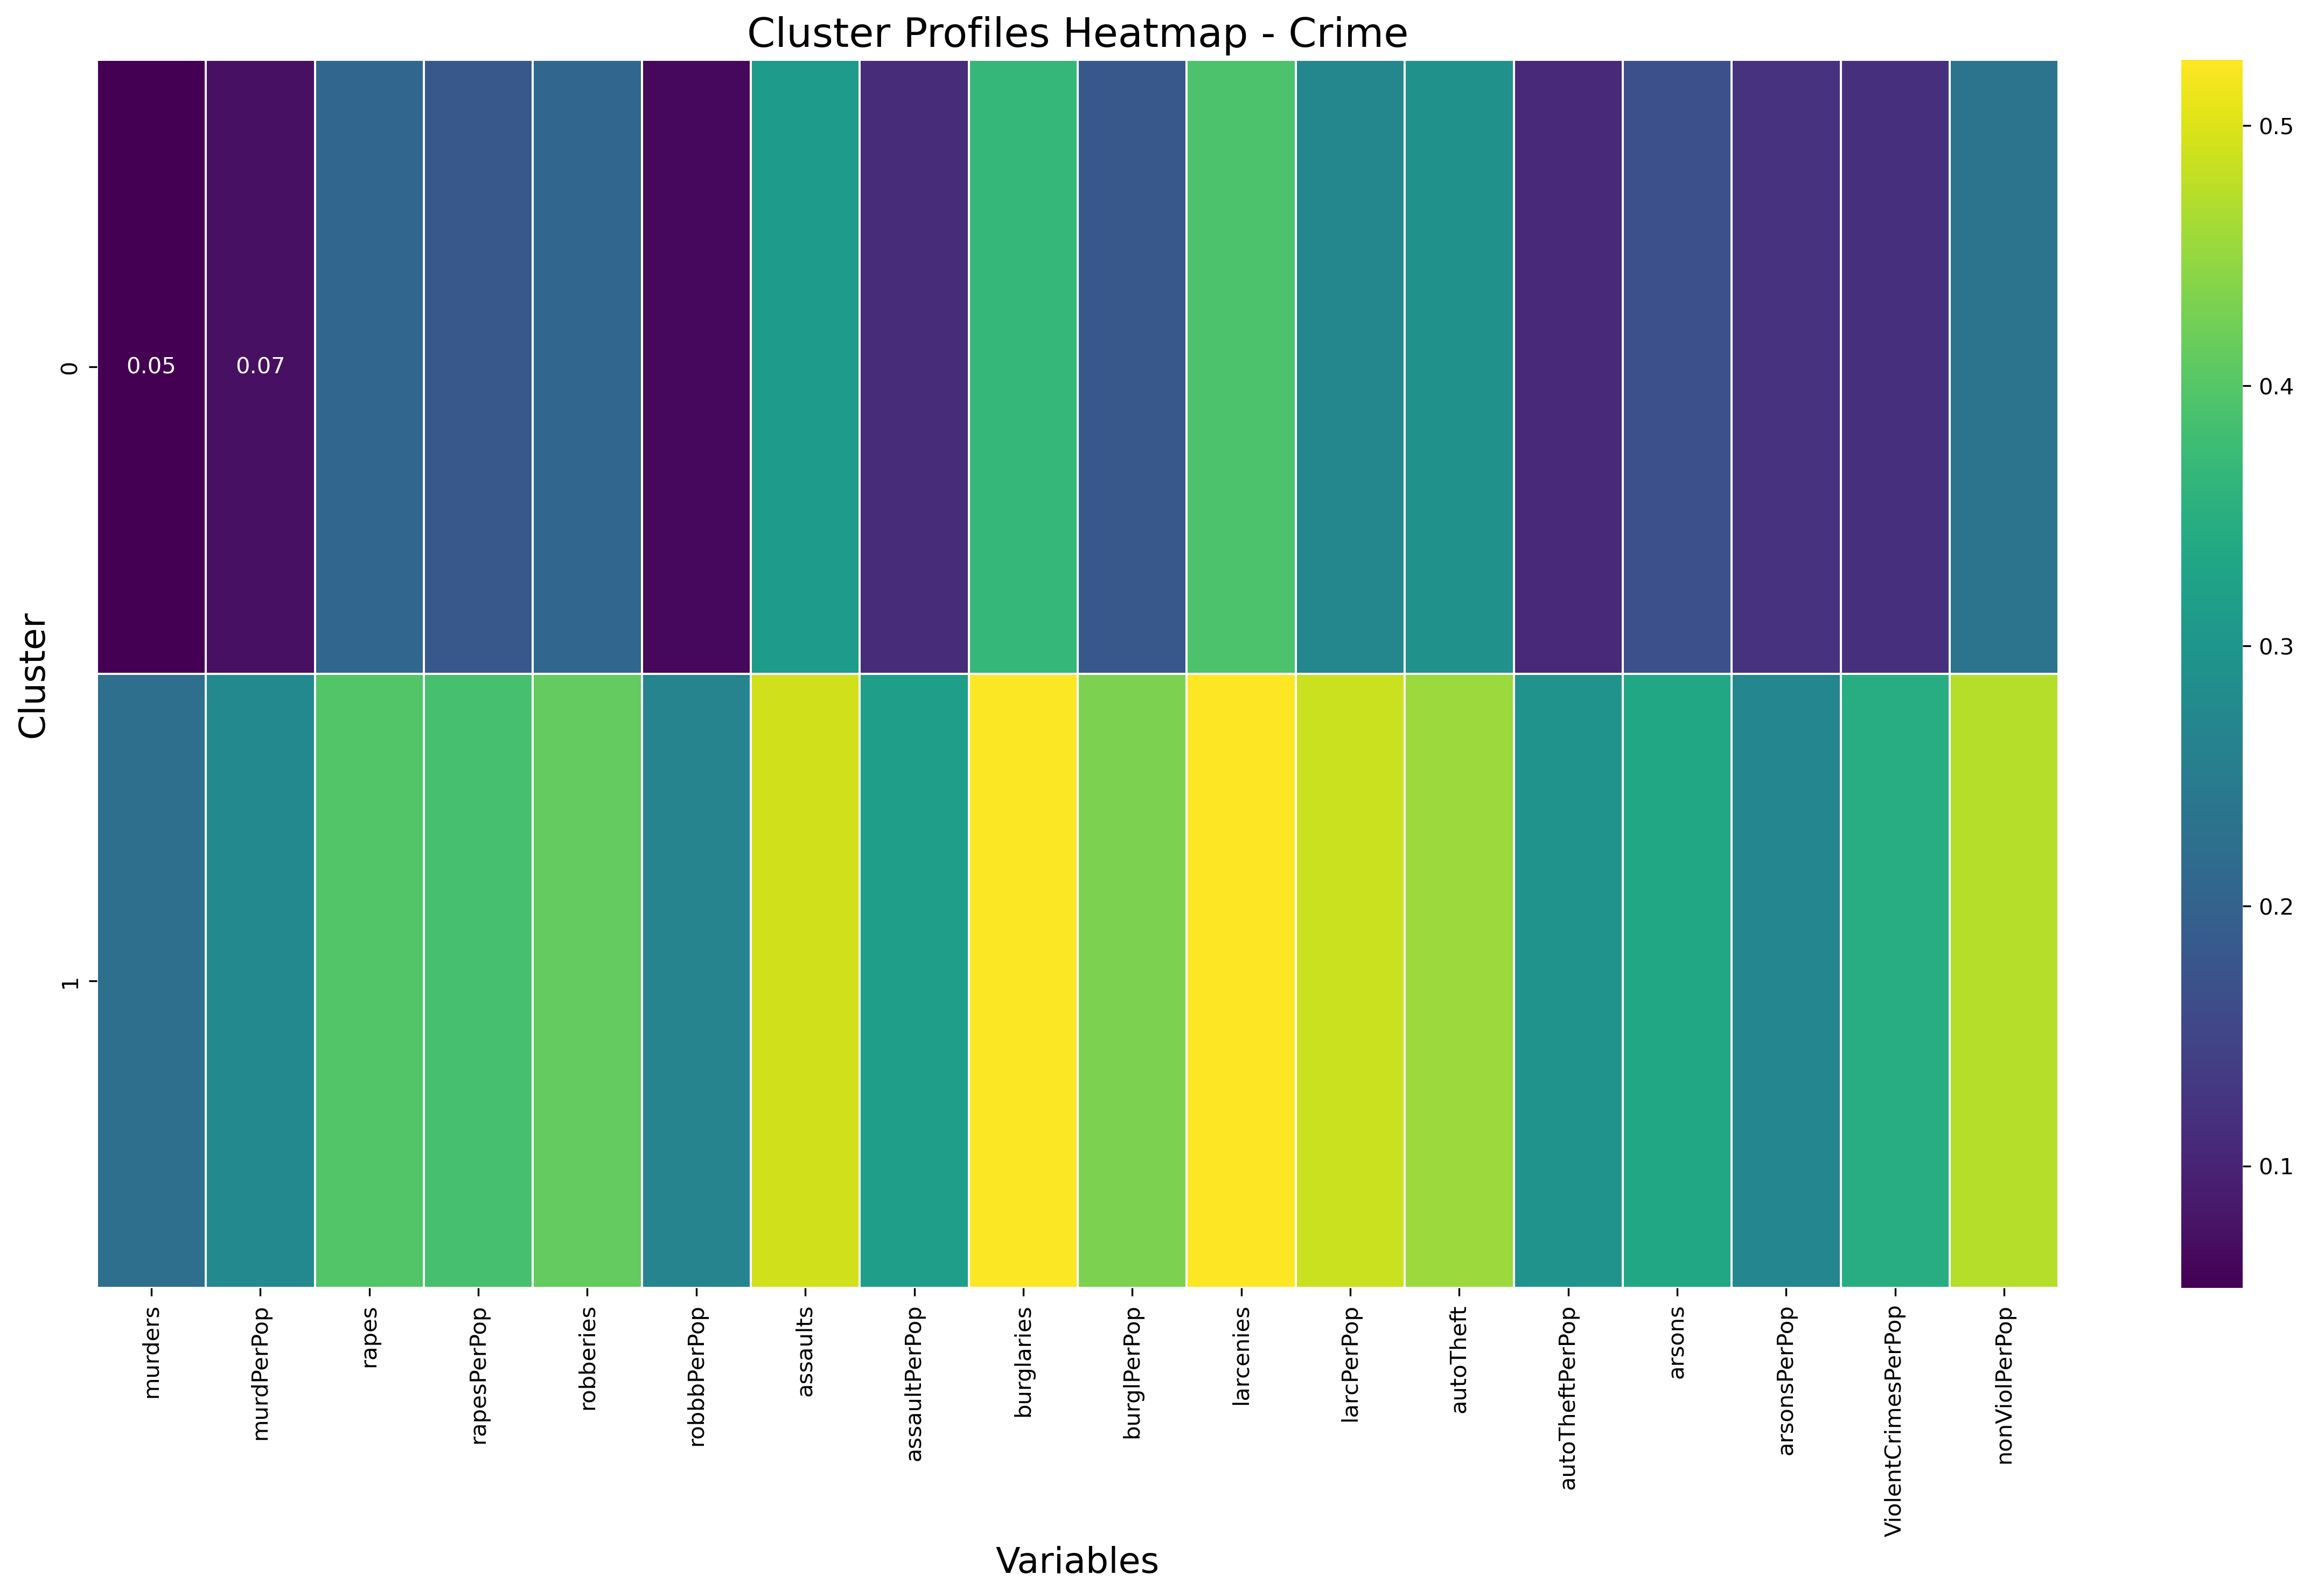 Cluster Profiles Heatmap - Crime
Cluster
0
1
0.05
0.07
murders
murdPerPop
rapes
rapesPerPop
robberies
robbbPerPop
assaults
assaultPerPop
burglaries
burglPerPop
larcenies
larcPerPop
autoTheft
autoTheftPerPop
arsons
arsonsPerPop
ViolentCrimesPerPop
nonViolPerPop
Variables
0.5
0.4
0.3
0.2
0.1